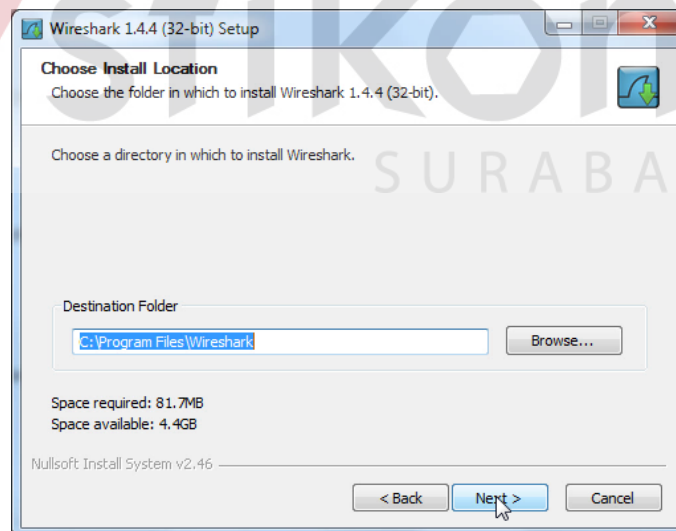 Wireshark 1.4.4 (32-bit) Setup
Choose Install Location
Choose the folder in which to install Wireshark 1.4.4 (32-bit).
Choose a directory in which to install Wireshark.
SURABA
Destination Folder
C:\Program Files\Wireshark
Browse...
Space required: 81.7MB
Space available: 4.4GB
Nullsoft Install System v2.46
< Back
Next >
Cancel